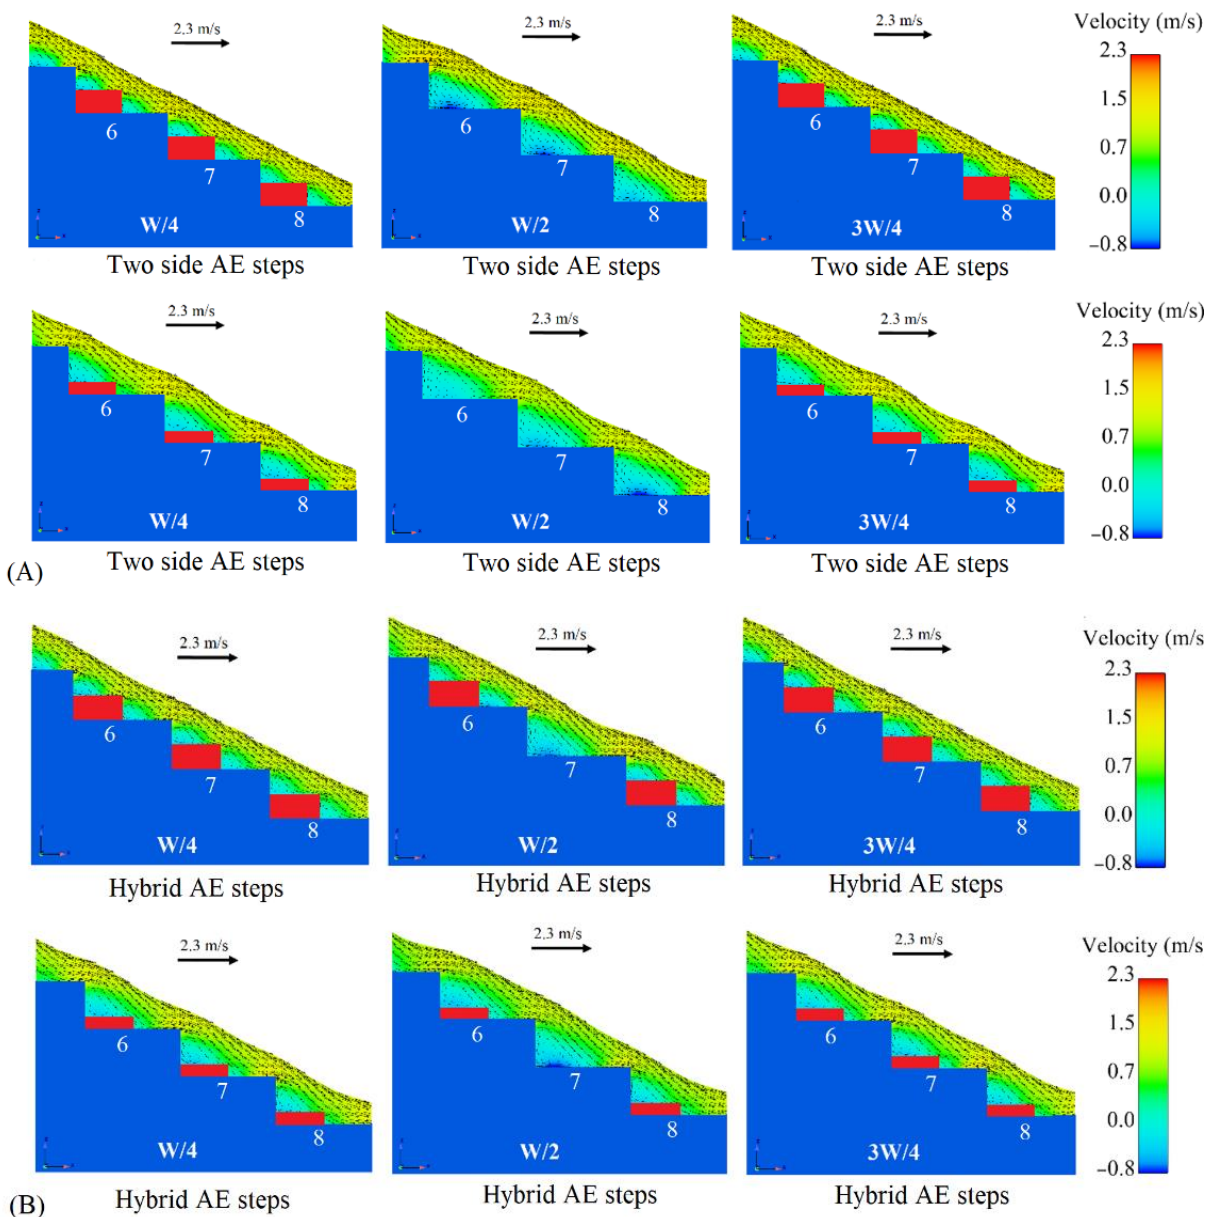 2.3 m/s 2.3 m/s 2.3 m/s Velocity (m/s)
2.3
1.5
0.7
0.0
−0.8
6 6 6
7 7 7
8 8 8
W/4 W/2 3W/4
Two side AE steps Two side AE steps Two side AE steps
2.3 m/s 2.3 m/s 2.3 m/s Velocity (m/s)
2.3
1.5
0.7
0.0
−0.8
6 6 6
7 7 7
8 8 8
W/4 W/2 3W/4
(A) Two side AE steps Two side AE steps Two side AE steps
2.3 m/s 2.3 m/s 2.3 m/s Velocity (m/s
2.3
1.5
0.7
0.0
−0.8
6 6 6
7 7 7
8 8 8
W/4 W/2 3W/4
Hybrid AE steps Hybrid AE steps Hybrid AE steps
2.3 m/s 2.3 m/s 2.3 m/s Velocity (m/s
2.3
1.5
0.7
0.0
−0.8
6 6 6
7 7 7
8 8 8
W/4 W/2 3W/4
(B) Hybrid AE steps Hybrid AE steps Hybrid AE steps